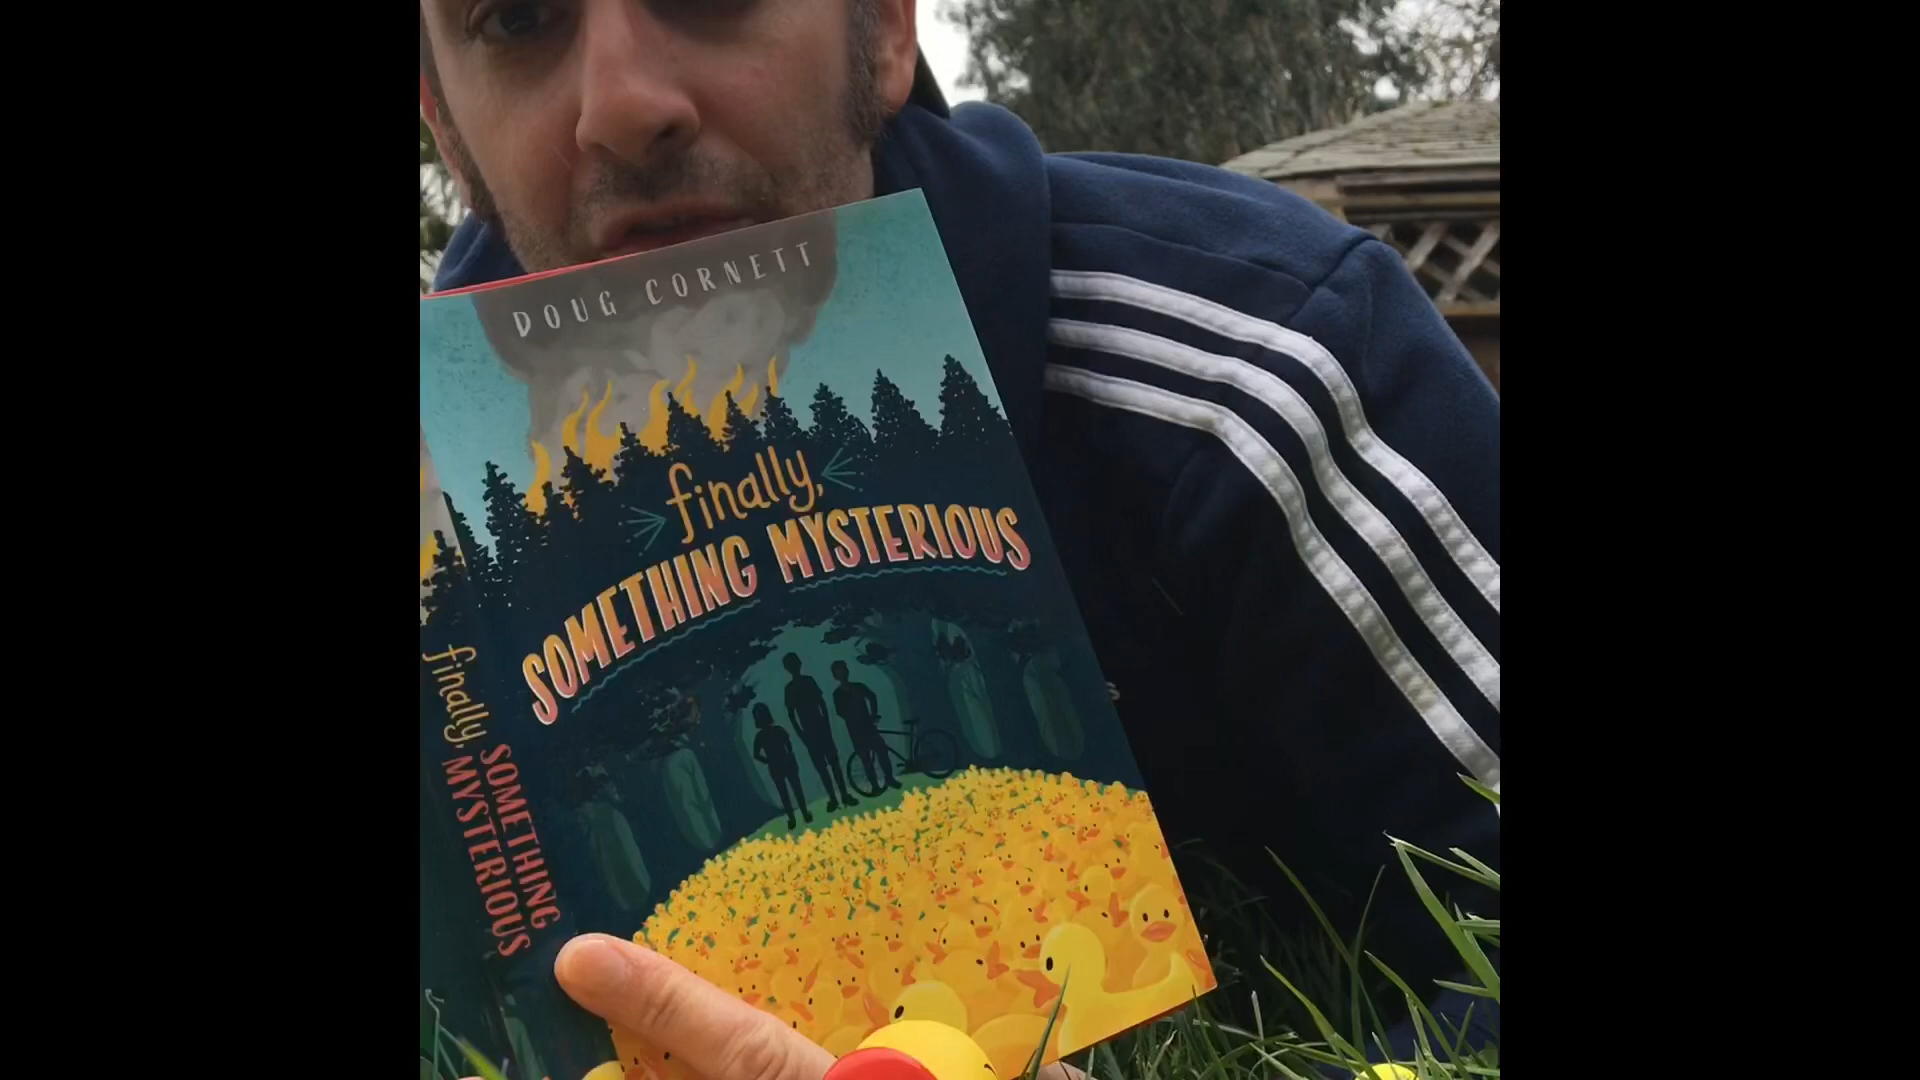 DOUG CORNETT
finally,
SOMETHING MYSTERIOUS
finally,
SOMETHING
MYSTERIOUS